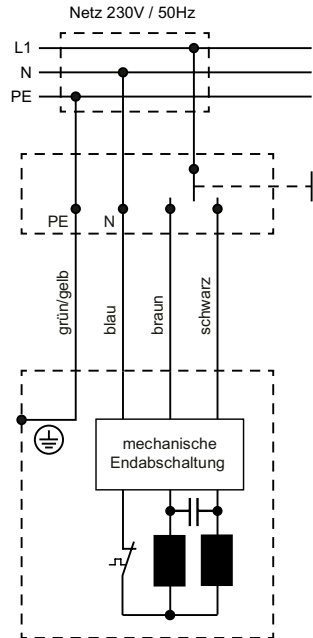 Netz 230V / 50Hz
L1
N
PE
PE
N
grün/gelb
blau
braun
schwarz
mechanische
Endabschaltung